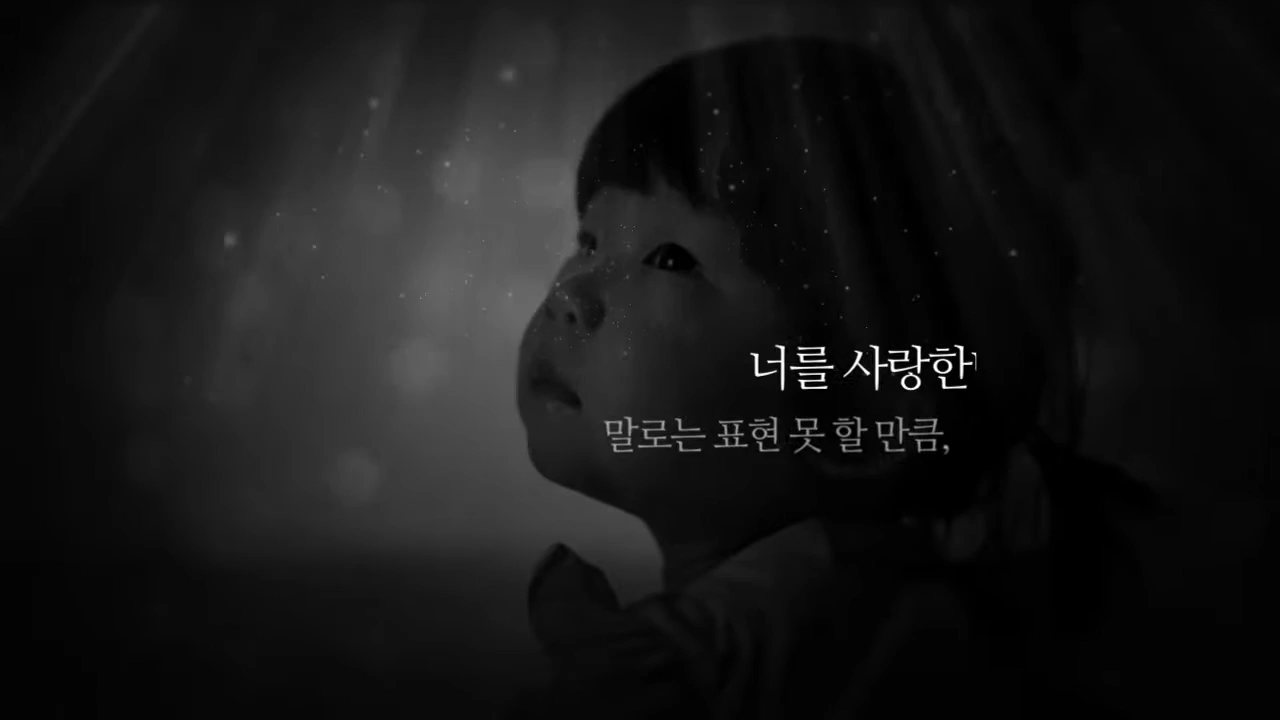 너를 사랑한
말로는 표현 못 할 만큼,